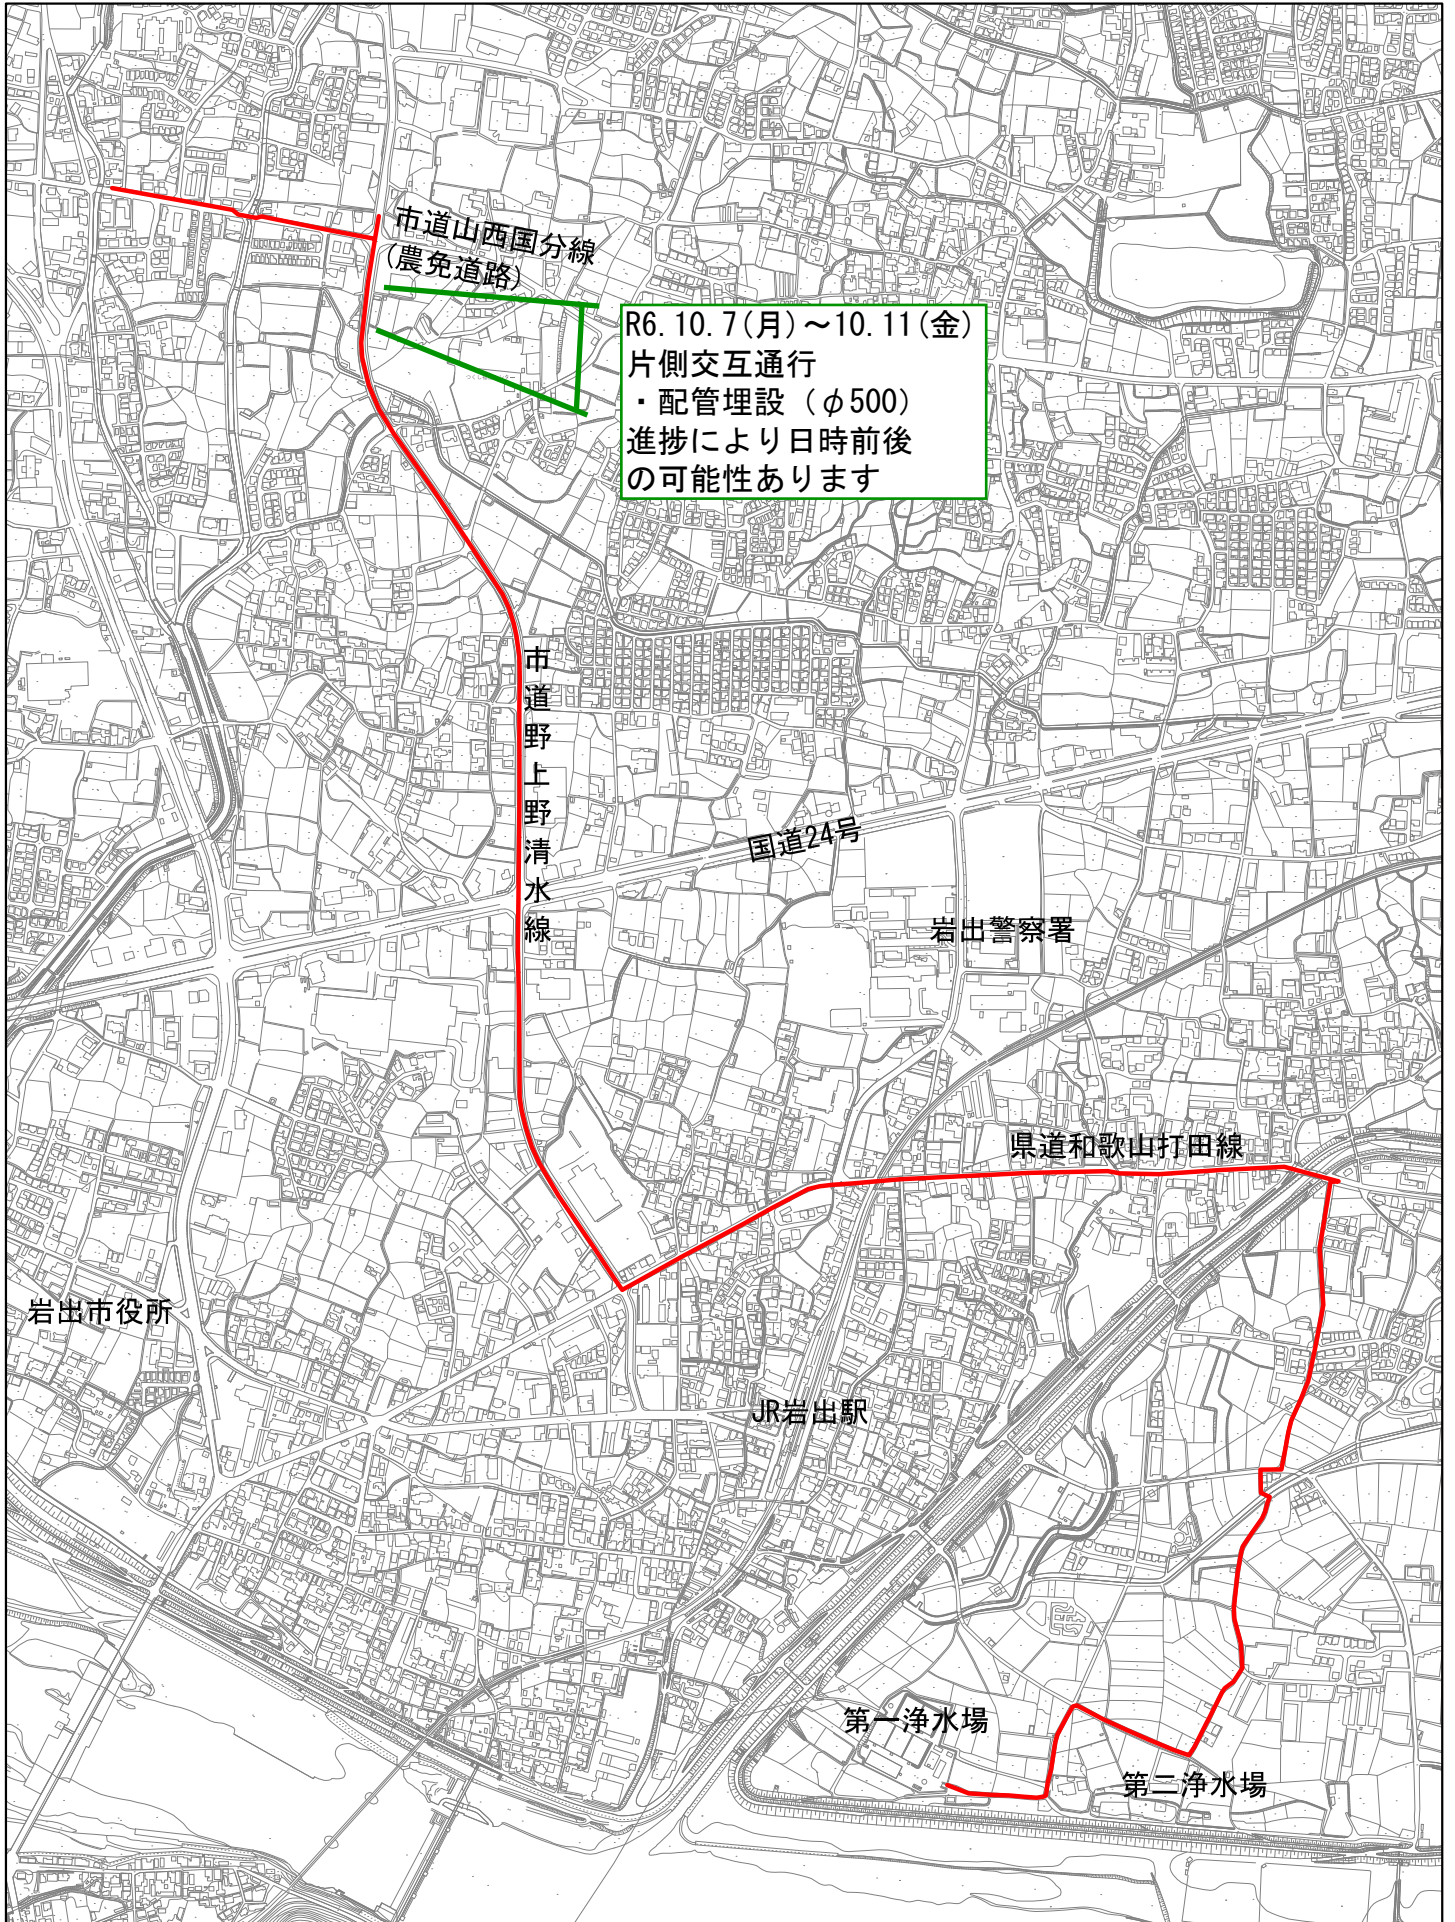 市道山西国分線
(農免道路)
R6.10.7(月)～10.11(金)
片側交互通行
・配管埋設（φ500）
進捗により日時前後
の可能性あります
市道野上野清水線
国道24号
岩出警察署
県道和歌山打田線
岩出市役所
JR岩出駅
第一浄水場
第二浄水場